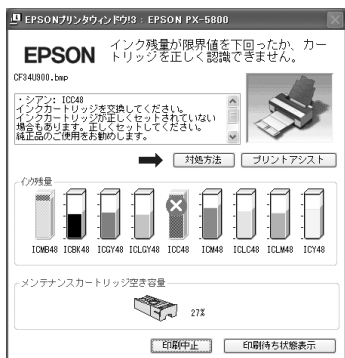 EPSONプリンタウィンドウ!3 : EPSON PX-5800
EPSON
インク残量が限界値を下回ったか、カー
トリッジを正しく認識できません。
CF34U900.bmp
・シアン: ICC48
インクカートリッジを交換してください。
インクカートリッジが正しくセットされていない
場合もあります。正しくセットしてください。
純正品のご使用をお勧めします。
対処方法
プリントアシスト
インク残量
ICMB48 ICBK48 ICGY48 ICLGY48 ICC48 ICM48 ICLC48 ICLM48 ICY48
メンテナンスカートリッジ空き容量
27%
印刷中止
印刷待ち状態表示